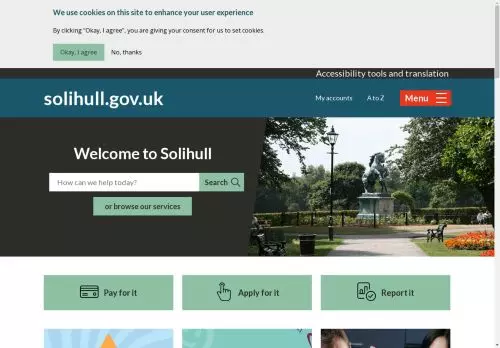 We use cookies on this site to enhance your user experience
By clicking "Okay, I agree", you are giving your consent for us to set cookies.
Okay, I agree
No, thanks
Accessibility tools and translation
solihull.gov.uk
My accounts
A to Z
Menu
Welcome to Solihull
How can we help today?
Search
or browse our services
Pay for it
Apply for it
Report it